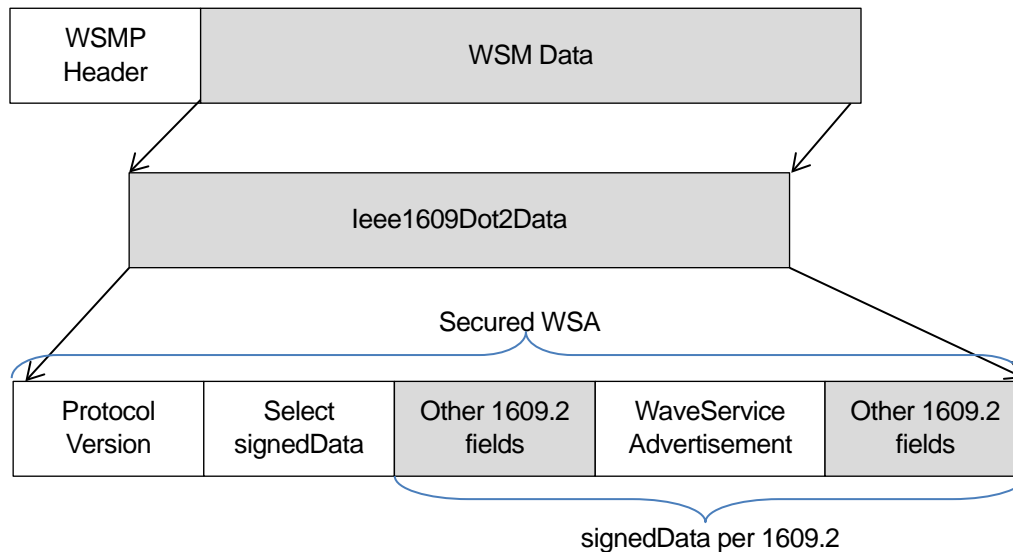 WSMP
Header
WSM Data
Ieee1609Dot2Data
Secured WSA
Protocol
Version
Select
signedData
Other 1609.2
fields
WaveService
Advertisement
Other 1609.2
fields
signedData per 1609.2